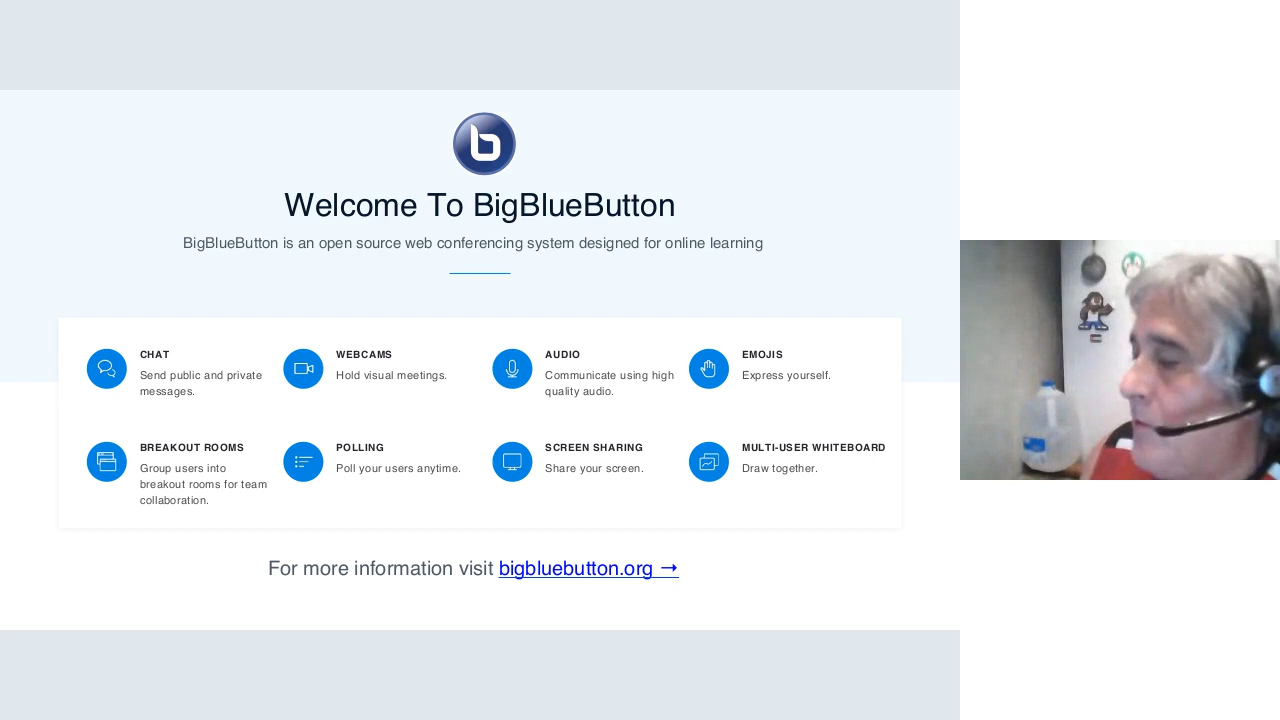 Welcome To BigBlueButton
BigBlueButton is an open source web conferencing system designed for online learning
CHAT
Send public and private
messages.
WEBCAMS
Hold visual meetings.
AUDIO
Communicate using high
quality audio.
EMOJIS
Express yourself.
BREAKOUT ROOMS
Group users into
breakout rooms for team
collaboration.
POLLING
Poll your users anytime.
SCREEN SHARING
Share your screen.
MULTI-USER WHITEBOARD
Draw together.
For more information visit bigbluebutton.org →